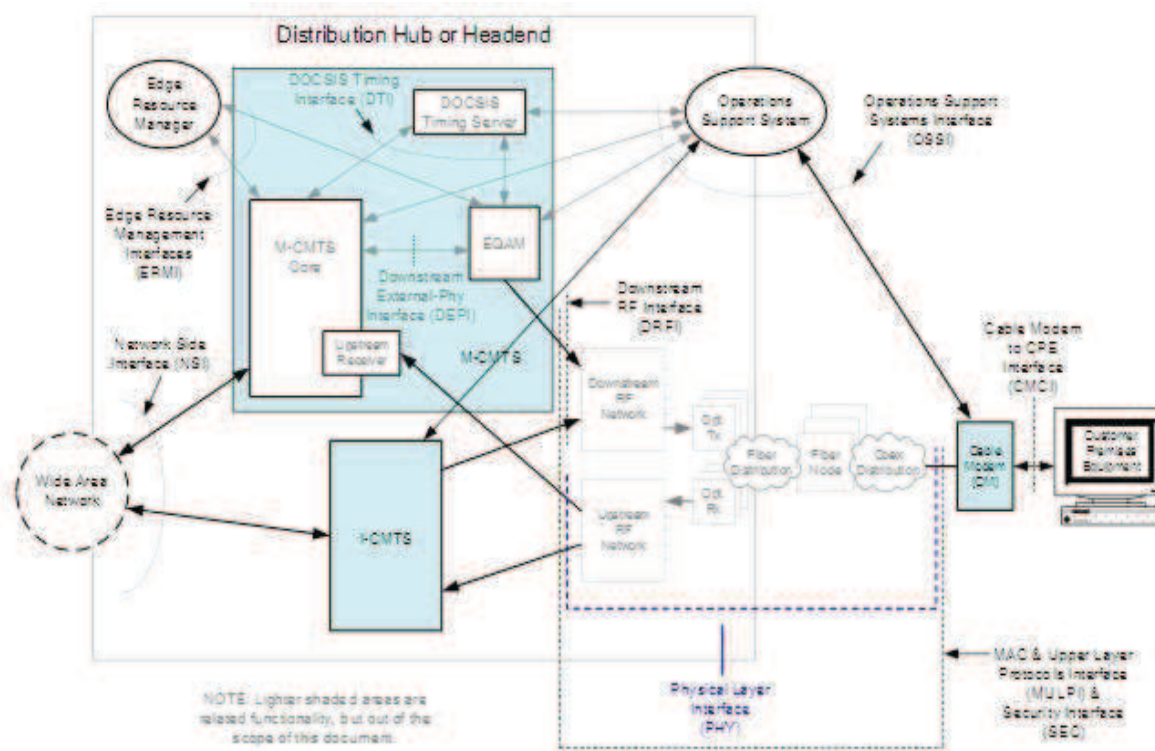 Distribution Hub or Headend
Edge
Resource
Manager
DOCSIS Timing
Interface (DTI)
DOCSIS
Timing Server
Operations
Support System
Operations Support
Systems Interface
(OSSI)
Edge Resource
Management
Interfaces
(ERMI)
M-CMTS
Core
EQAM
Downstream
External-Phy
Interface (DEPI)
Upstream
Receiver
M-CMTS
Downstream
RF Interface
(DRFI)
Cable Modem
to CPE
Interface
(CMCI)
Network Side
Interface (NSI)
Wide Area
Network
I-CMTS
Downstream
RF
Network
Opt.
Tx
Fiber
Distribution
Fiber
Node
Coax
Distribution
Cable
Modem
(CM)
Customer
Premises
Equipment
Upstream
RF
Network
Opt.
Rx
NOTE: Lighter shaded areas are
related functionality, but out of the
scope of this document.
Physical Layer
Interface
(PHY)
MAC & Upper Layer
Protocols Interface
(MULPI) &
Security Interface
(SEC)